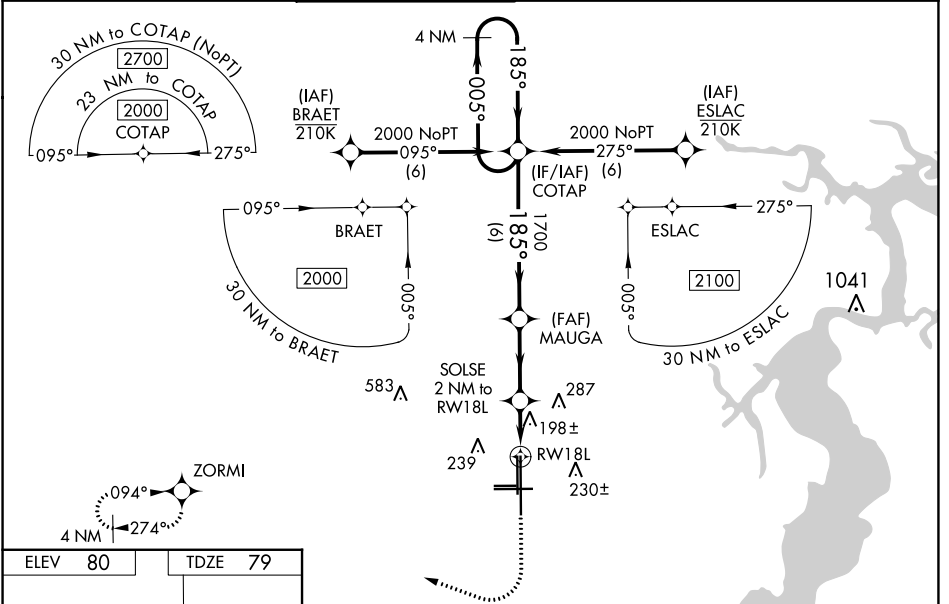 30 NM to COTAP (NoPT)
2700
23 NM to COTAP
2000
COTAP
095°
275°
4 NM
185°
005°
(IAF)
BRAET
210K
2000 NoPT
095°
(6)
(IAF)
ESLAC
210K
2000 NoPT
275°
(6)
(IF/IAF)
COTAP
1700
185°
(6)
095°
BRAET
2000
005°
30 NM to BRAET
275°
ESLAC
2100
005°
30 NM to ESLAC
1041
(FAF)
MAUGA
583
SOLSE
2 NM to
RW18L
287
198±
239
RW18L
230±
ZORMI
094°
274°
4 NM
ELEV 80
TDZE 79